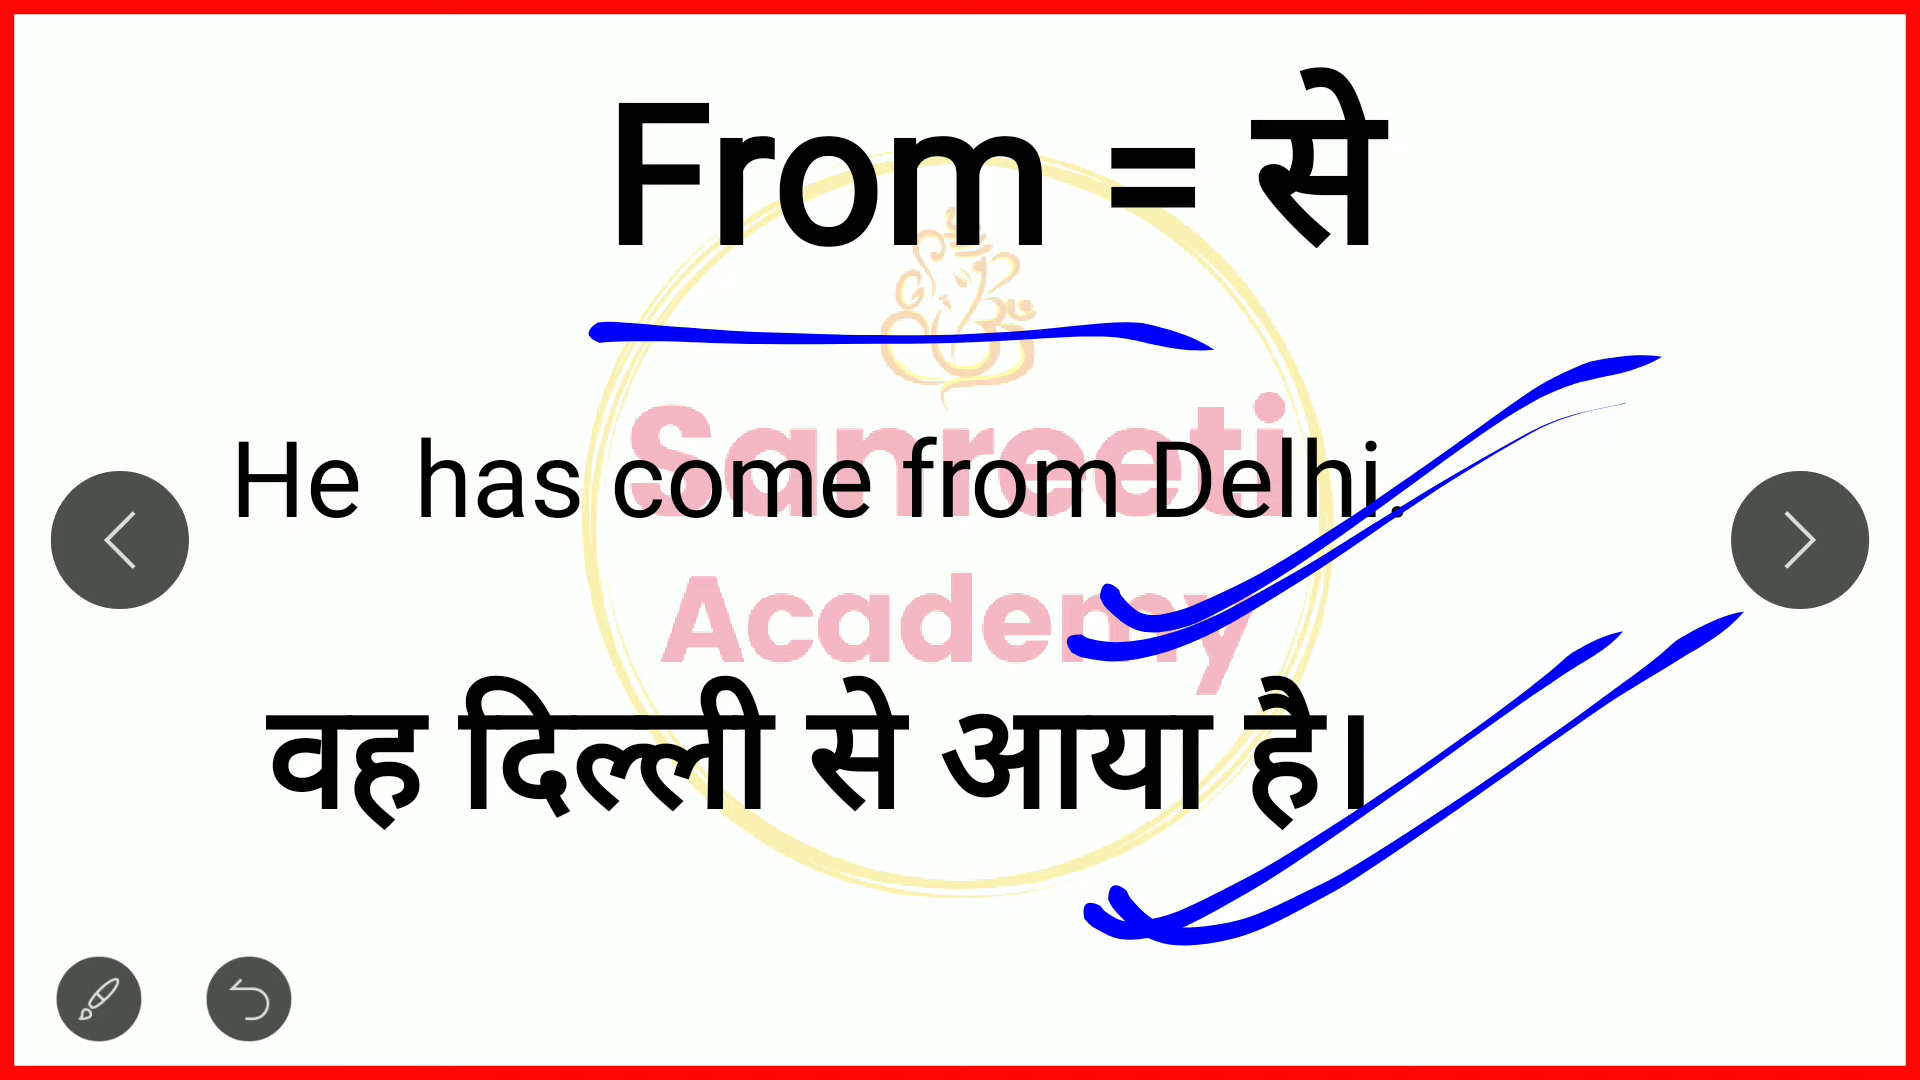 From = से
He has come from Delhi.
Sanreeti
Academy
वह दिल्ली से आया है।